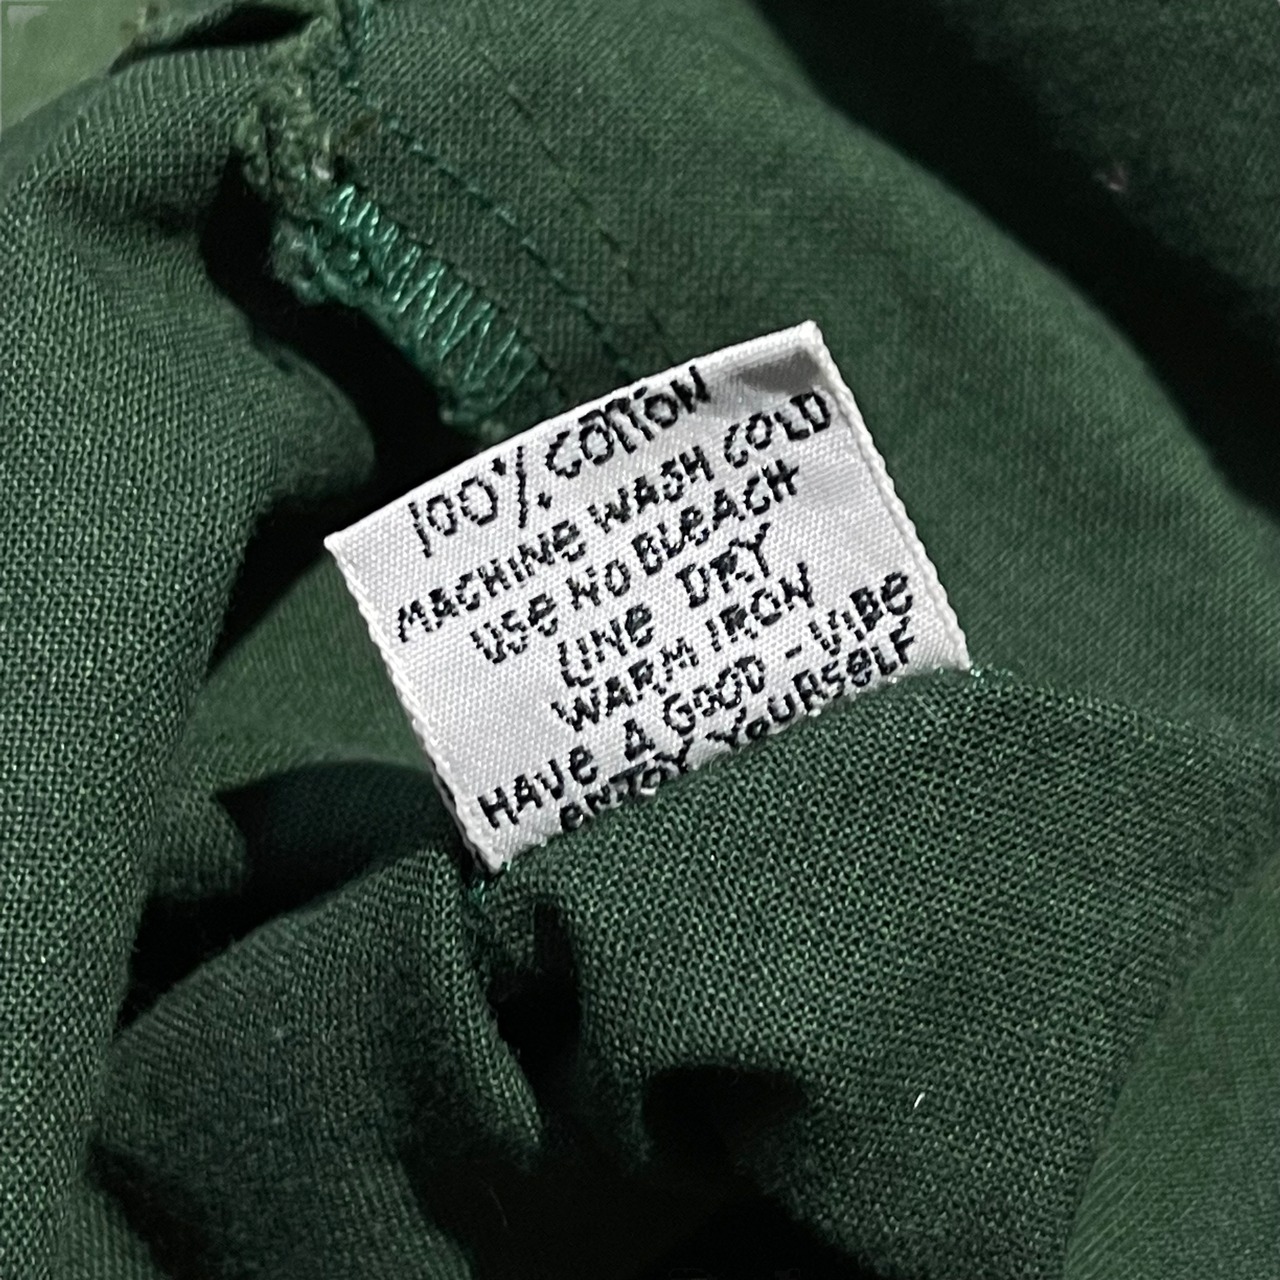 100% COTTON
MACHINE WASH COLD
USe NO BLeACH
LINe DRY
WARM IRON
HAVe A GOOD - VIBe
eNJOY YOURSeLF